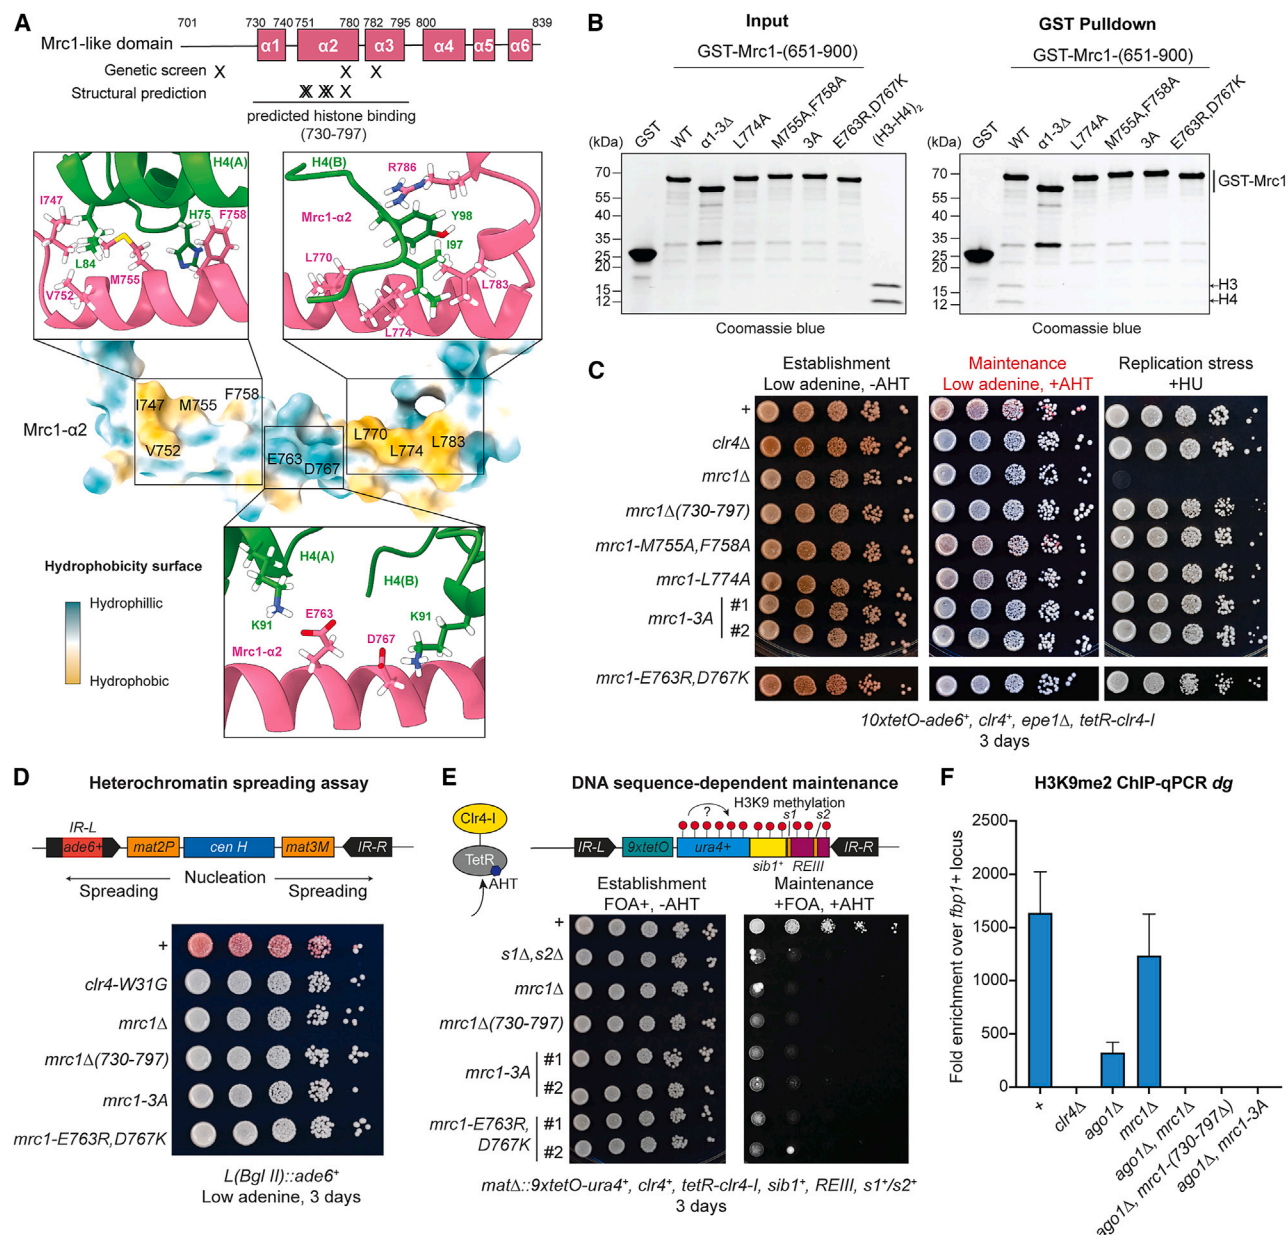 A
701 730 740 751 780 782 795 800 839
Mrc1-like domain α1 α2 α3 α4 α5 α6
Genetic screen X X X
Structural prediction
predicted histone binding
(730-797)
H4(A)
I747
H75
F758
L84
M755
V752
H4(B)
R786
Mrc1-α2
Y98
I97
L770
L783
L774
Mrc1-α2
I747 M755 F758
V752
E763
D767
L770
L774 L783
H4(A)
H4(B)
K91
E763
K91
D767
Mrc1-α2
Hydrophobicity surface
Hydrophillic
Hydrophobic
B
Input
GST-Mrc1-(651-900)
GST
WT
α1-3Δ
L774A
M755A,F758A
3A
E763R,D767K
(H3-H4)2
(kDa)
70
55
40
35
25
20
15
12
Coomassie blue
GST Pulldown
GST-Mrc1-(651-900)
GST
WT
α1-3Δ
L774A
M755A,F758A
3A
E763R,D767K
(kDa)
70
55
40
35
25
20
15
12
GST-Mrc1
H3
H4
Coomassie blue
C
Establishment
Low adenine, -AHT
Maintenance
Low adenine, +AHT
Replication stress
+HU
+
clr4Δ
mrc1Δ
mrc1Δ(730-797)
mrc1-M755A,F758A
mrc1-L774A
mrc1-3A #1
#2
mrc1-E763R,D767K
10xtetO-ade6+, clr4+, epe1Δ, tetR-clr4-I
3 days
D
Heterochromatin spreading assay
IR-L
ade6+ mat2P cen H mat3M IR-R
Spreading Nucleation Spreading
+
clr4-W31G
mrc1Δ
mrc1Δ(730-797)
mrc1-3A
mrc1-E763R,D767K
L(Bgl II)::ade6+
Low adenine, 3 days
E
DNA sequence-dependent maintenance
Clr4-I
TetR
AHT
H3K9 methylation
? s1 s2
IR-L 9xtetO ura4+ IR-R
sib1+ REIII
Establishment
FOA+, -AHT
Maintenance
+FOA, +AHT
+
s1Δ,s2Δ
mrc1Δ
mrc1Δ(730-797)
mrc1-3A #1
#2
mrc1-E763R, #1
D767K #2
matΔ::9xtetO-ura4+, clr4+, tetR-clr4-I, sib1+, REIII, s1+/s2+
3 days
F
H3K9me2 ChIP-qPCR dg
Fold enrichment over fbp1+ locus
2500
2000
1500
1000
500
0
+
clr4Δ
ago1Δ
mrc1Δ
ago1Δ, mrc1Δ
ago1Δ, mrc1-(730-797Δ)
ago1Δ, mrc1-3A